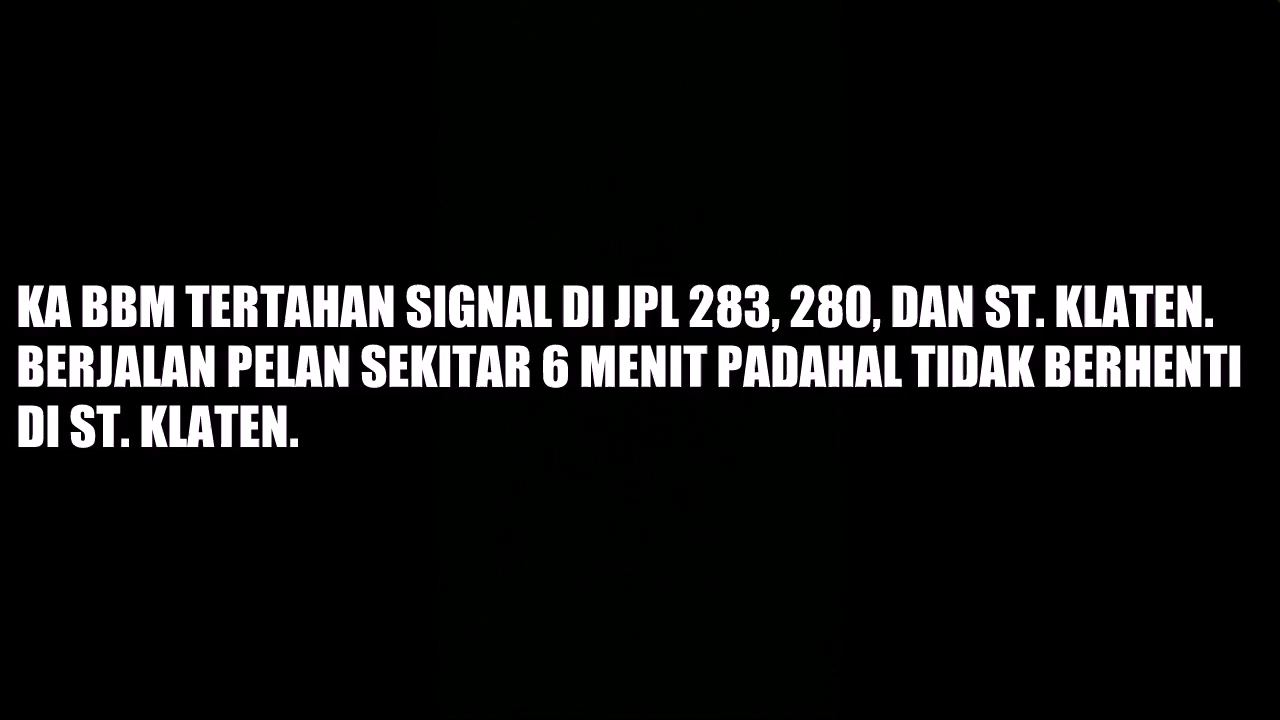 KA BBM TERTAHAN SIGNAL DI JPL 283, 280, DAN ST. KLATEN.
BERJALAN PELAN SEKITAR 6 MENIT PADAHAL TIDAK BERHENTI
DI ST. KLATEN.